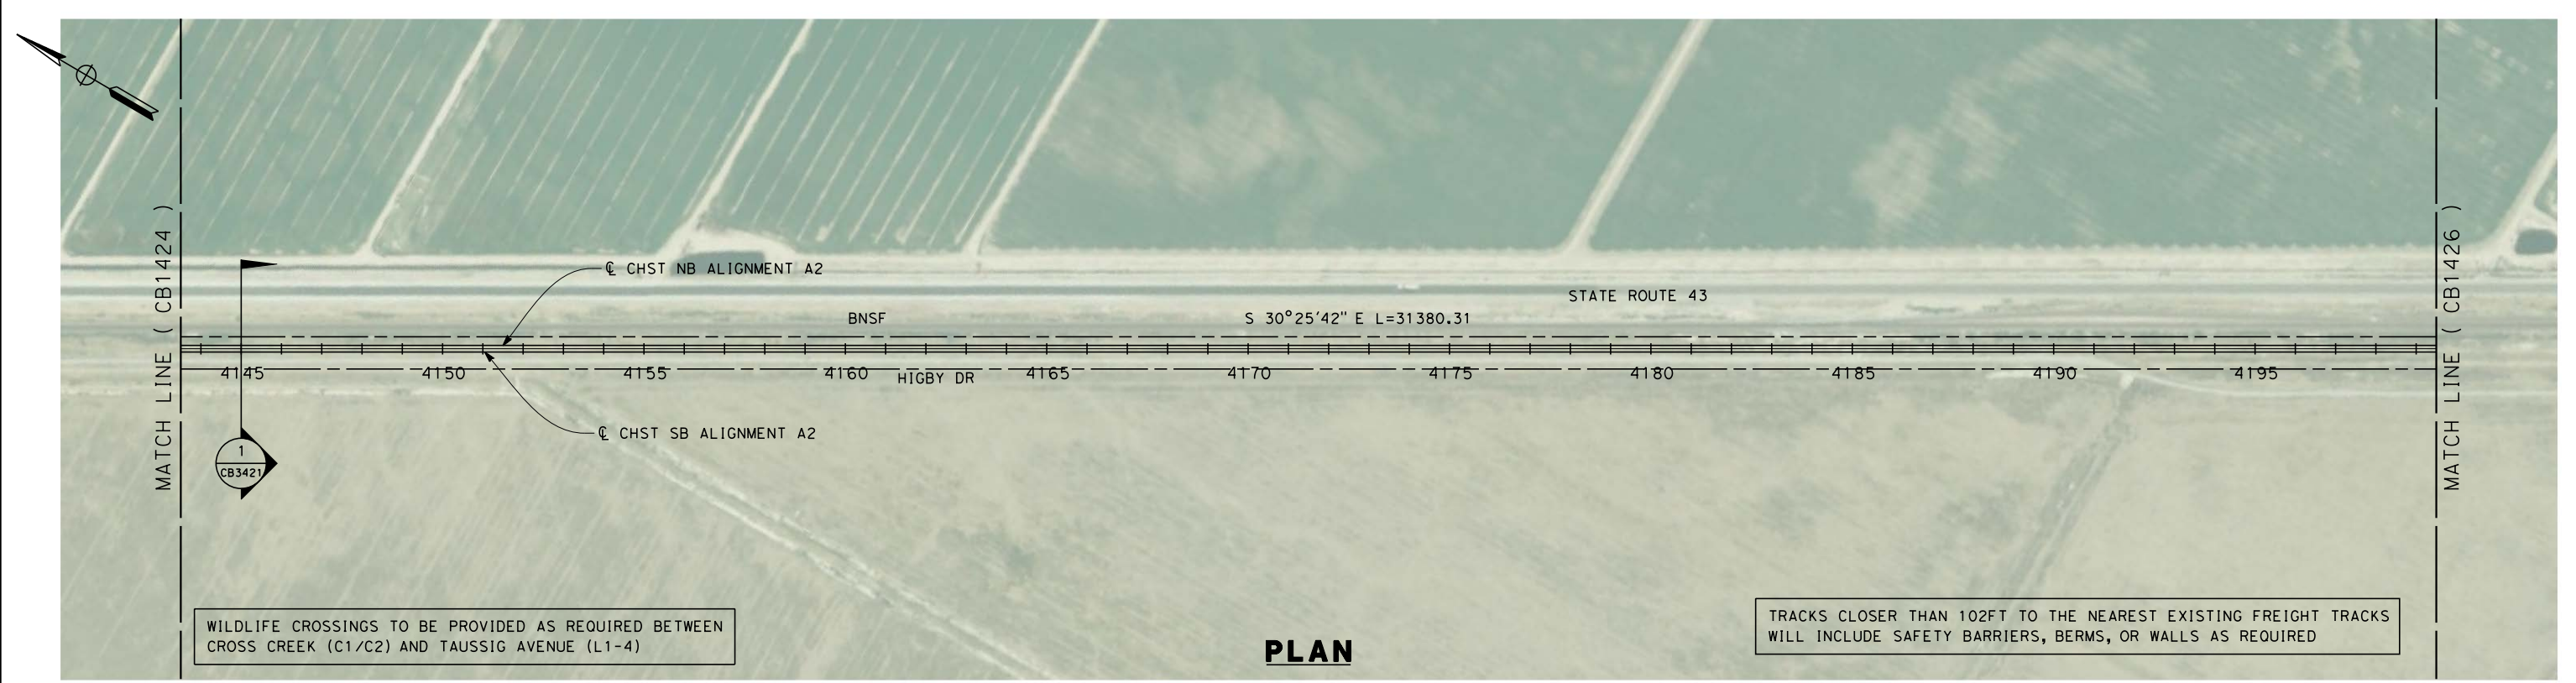 MATCH LINE ( CB1424 )
℄ CHST NB ALIGNMENT A2
STATE ROUTE 43
BNSF
S 30°25'42" E L=31380.31
4145
4150
4155
4160
HIGBY DR
4165
4170
4175
4180
4185
4190
4195
℄ CHST SB ALIGNMENT A2
1
CB3421
MATCH LINE ( CB1426 )
WILDLIFE CROSSINGS TO BE PROVIDED AS REQUIRED BETWEEN
CROSS CREEK (C1/C2) AND TAUSSIG AVENUE (L1-4)
PLAN
TRACKS CLOSER THAN 102FT TO THE NEAREST EXISTING FREIGHT TRACKS
WILL INCLUDE SAFETY BARRIERS, BERMS, OR WALLS AS REQUIRED